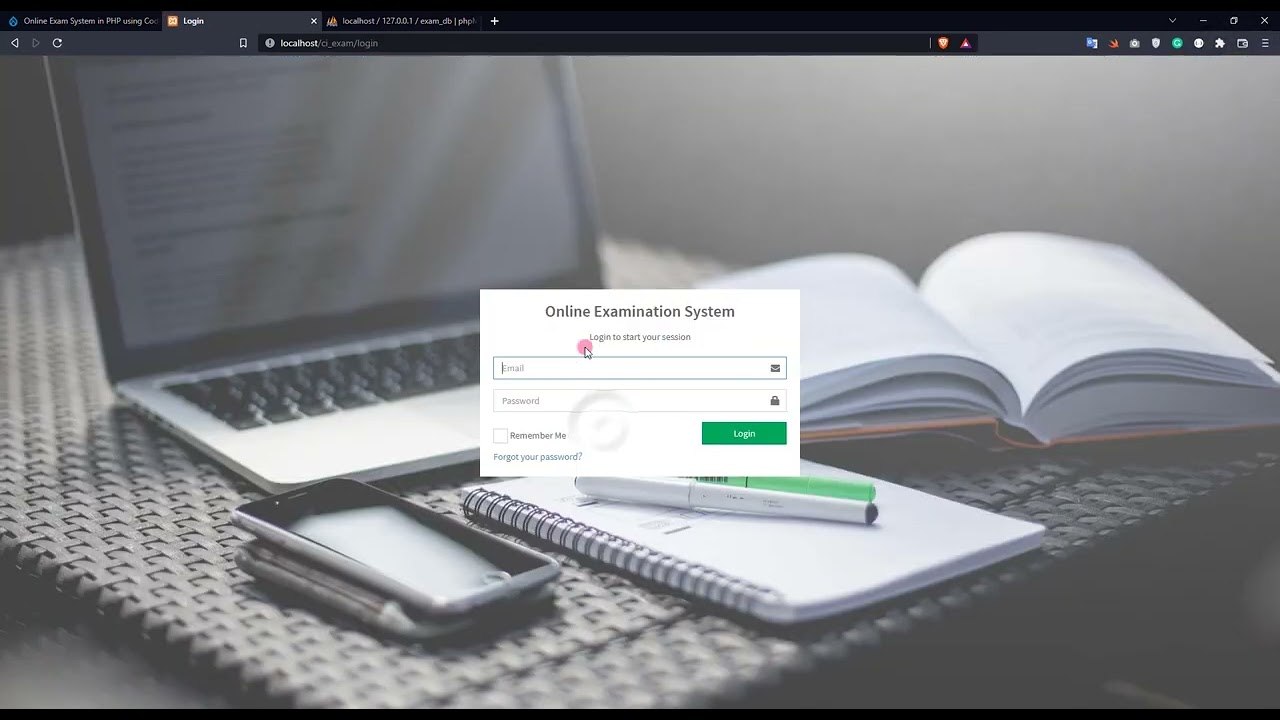 Online Exam System in PHP using Cod
Login
localhost / 127.0.0.1 / exam_db | php
localhost/ci_exam/login
Online Examination System
Login to start your session
Email
Password
Remember Me
Login
Forgot your password?